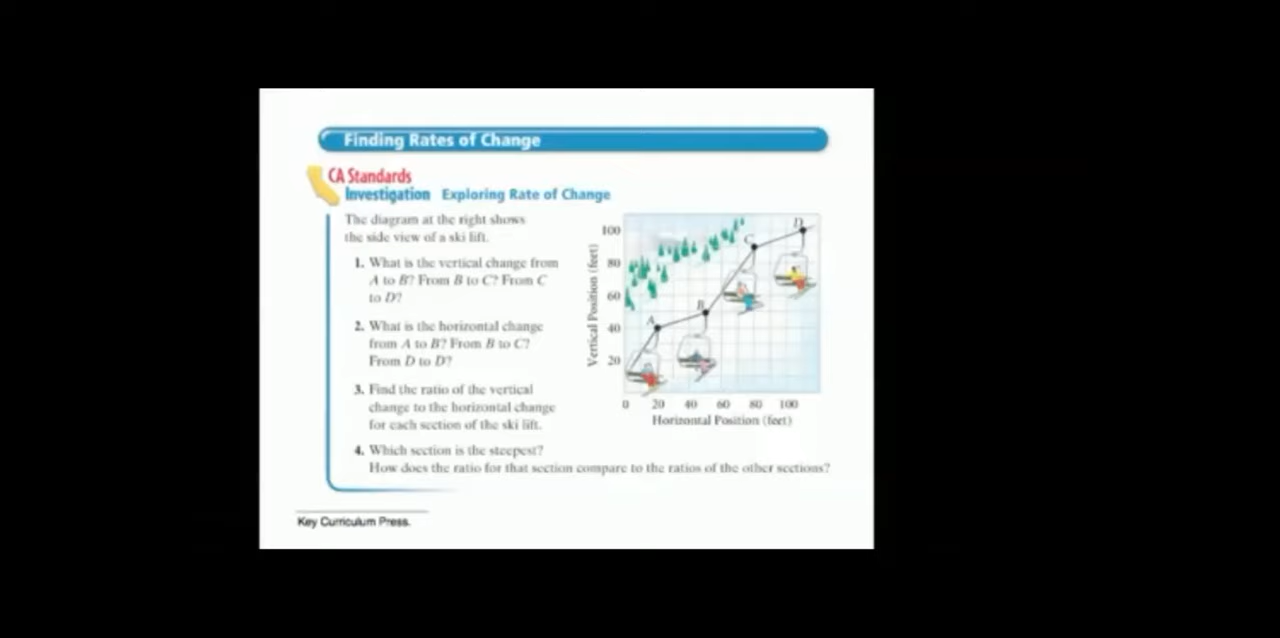 Finding Rates of Change
CA Standards
Investigation Exploring Rate of Change
The diagram at the right shows
the side view of a ski lift.
1. What is the vertical change from
A to B? From B to C? From C
to D?
2. What is the horizontal change
from A to B? From B to C?
From D to D?
3. Find the ratio of the vertical
change to the horizontal change
for each section of the ski lift.
4. Which section is the steepest?
How does the ratio for that section compare to the ratios of the other sections?
Vertical Position (feet)
100
80
60
40
20
A
B
C
D
0 20 40 60 80 100
Horizontal Position (feet)
Key Curriculum Press.